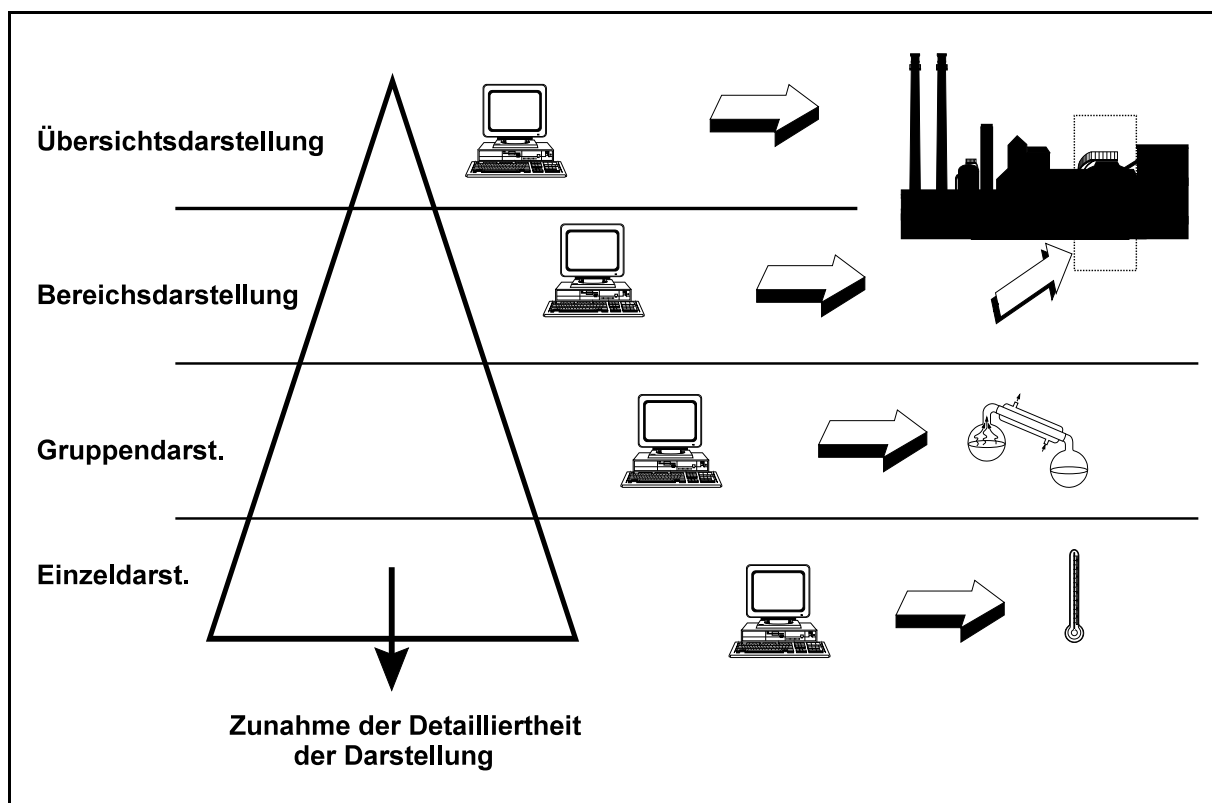 Übersichtsdarstellung
Bereichsdarstellung
Gruppendarst.
Einzeldarst.
Zunahme der Detailliertheit
der Darstellung